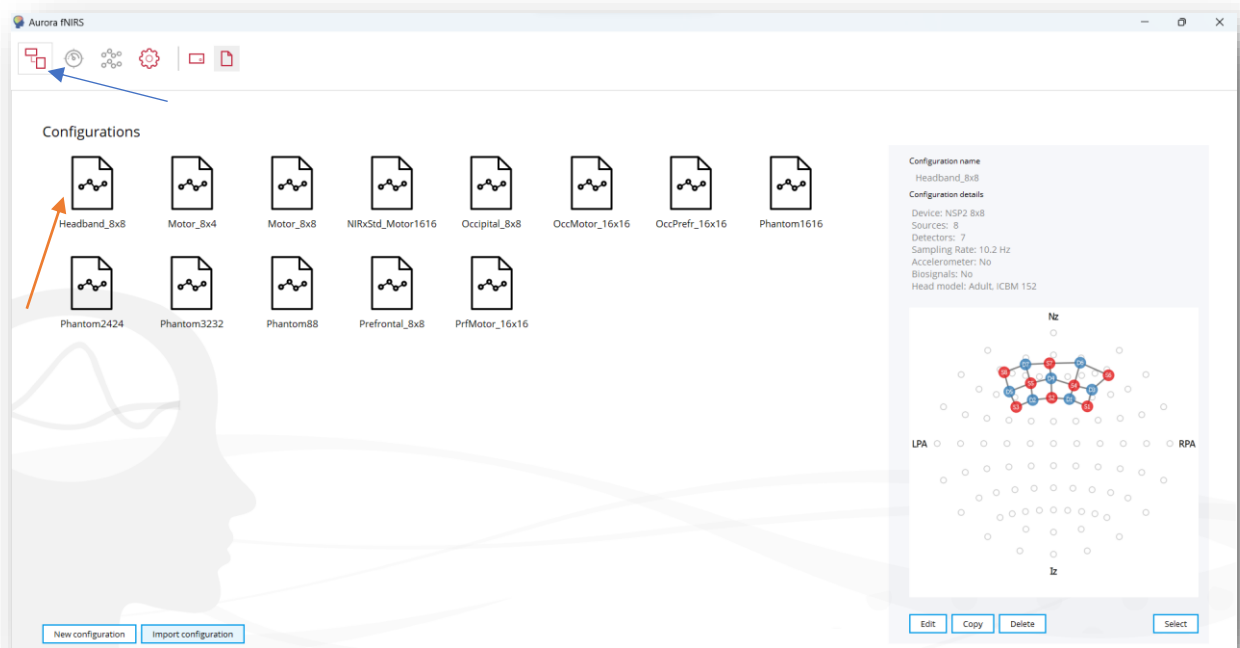 Aurora fNIRS
Configurations
Headband_8x8
Motor_8x4
Motor_8x8
NIRxStd_Motor1616
Occipital_8x8
OccMotor_16x16
OccPrefr_16x16
Phantom1616
Phantom2424
Phantom3232
Phantom88
Prefrontal_8x8
PrfMotor_16x16
New configuration
Import configuration
Configuration name
Headband_8x8
Configuration details
Device: NSP2 8x8
Sources: 8
Detectors: 7
Sampling Rate: 10.2 Hz
Accelerometer: No
Biosignals: No
Head model: Adult, ICBM 152
Nz
LPA
RPA
Iz
Edit
Copy
Delete
Select